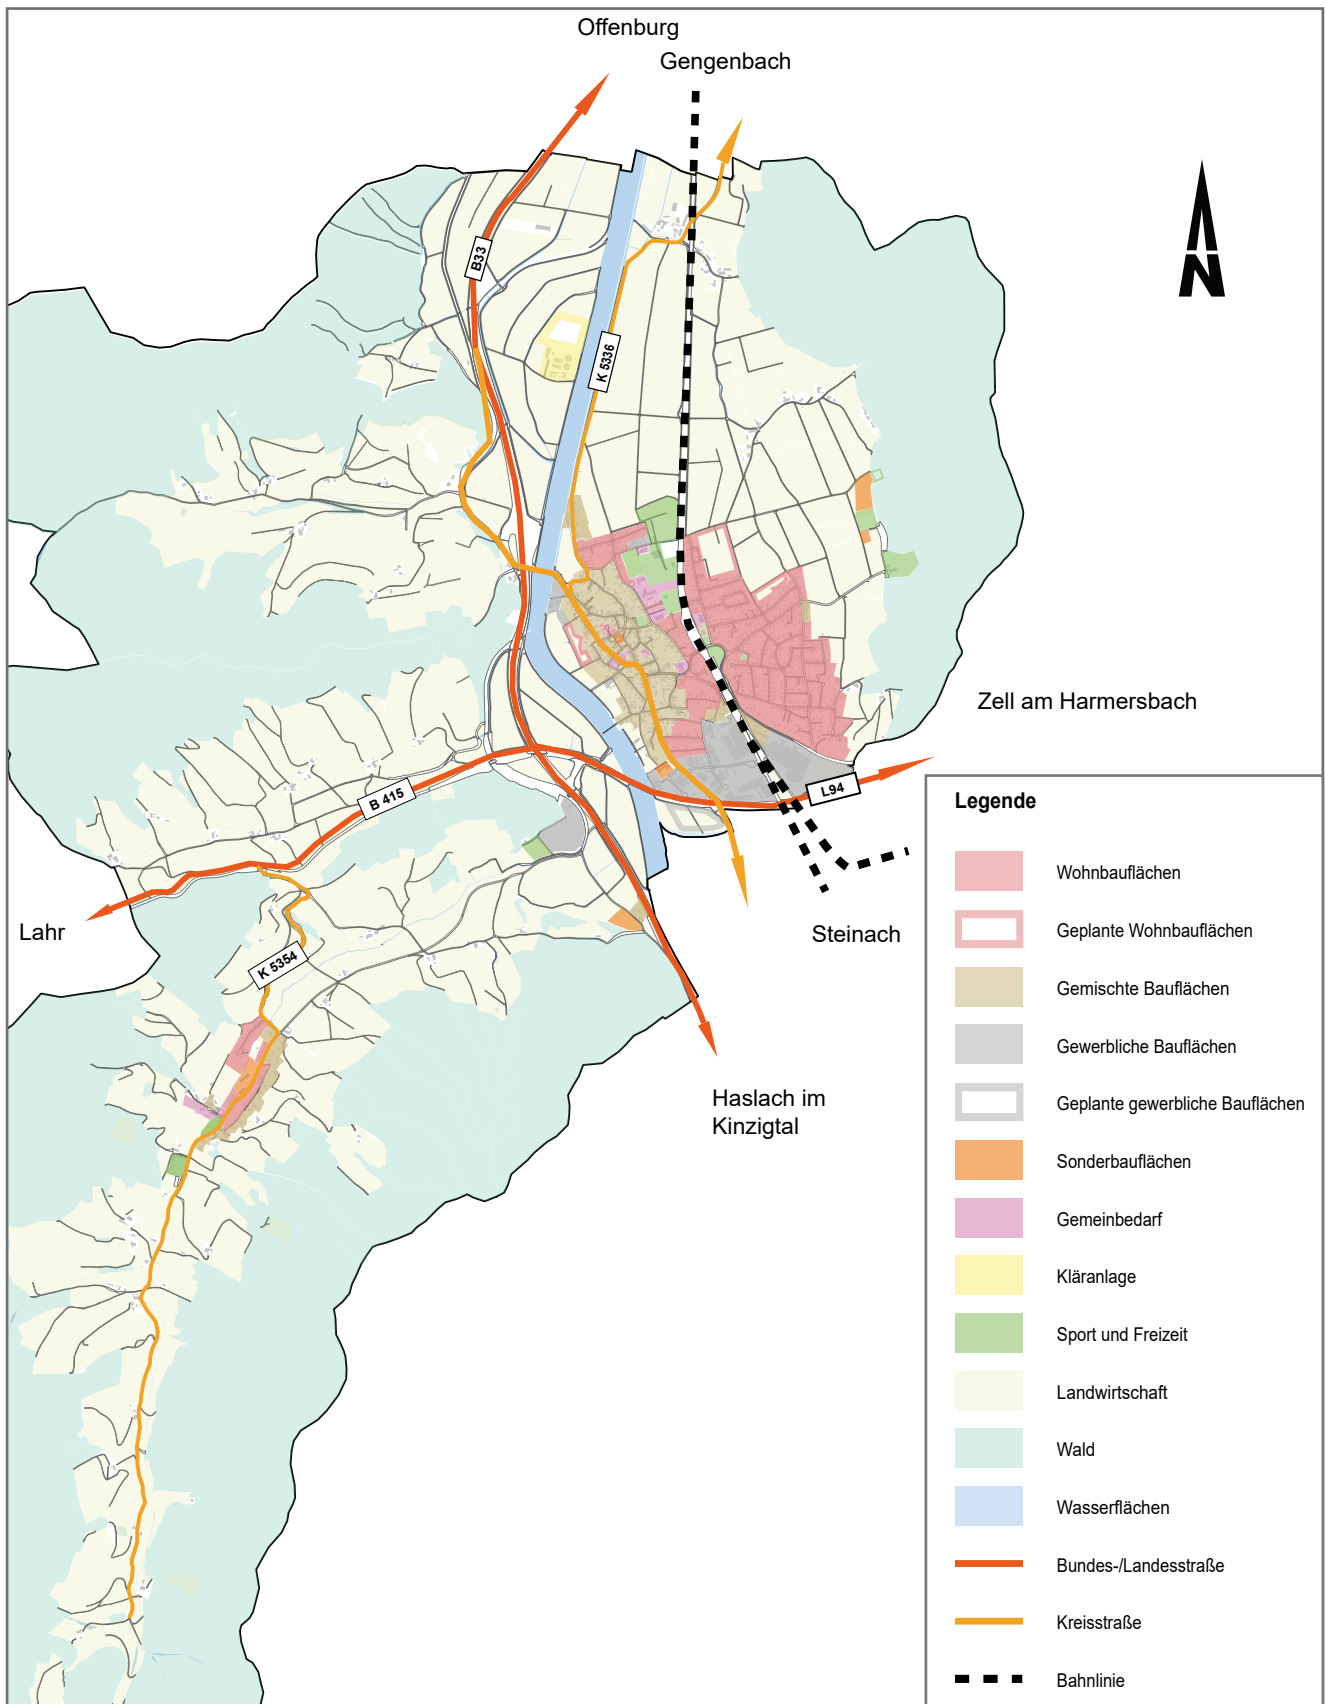 Offenburg
Gengenbach
N
B33
K 5336
Zell am Harmersbach
L94
B 415
Lahr
Steinach
K 5354
Haslach im
Kinzigtal
Legende
Wohnbauflächen
Geplante Wohnbauflächen
Gemischte Bauflächen
Gewerbliche Bauflächen
Geplante gewerbliche Bauflächen
Sonderbauflächen
Gemeinbedarf
Kläranlage
Sport und Freizeit
Landwirtschaft
Wald
Wasserflächen
Bundes-/Landesstraße
Kreisstraße
Bahnlinie